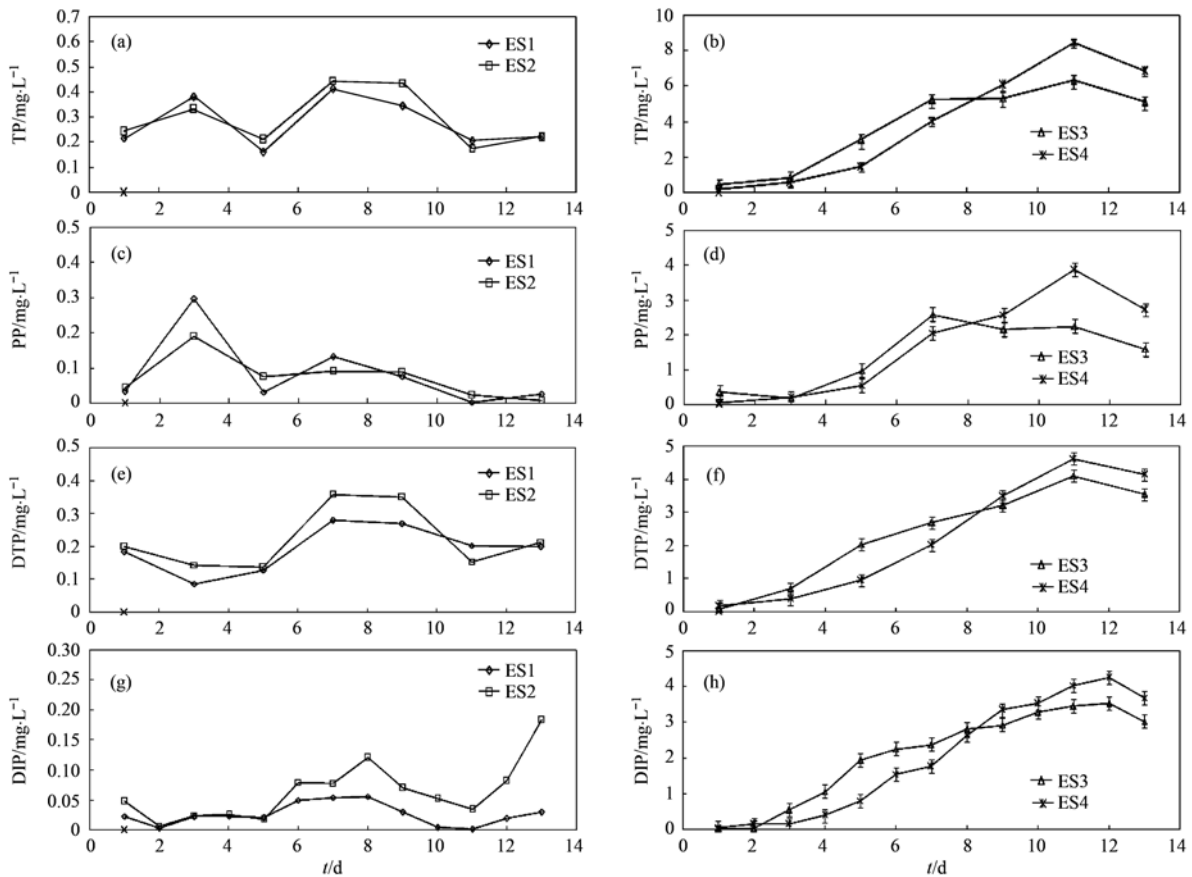 0.7
0.6
0.5
0.4
0.3
0.2
0.1
0
TP/mg·L⁻¹
(a)
ES1
ES2
0 2 4 6 8 10 12 14
10
8
6
4
2
0
TP/mg·L⁻¹
(b)
ES3
ES4
0 2 4 6 8 10 12 14
0.5
0.4
0.3
0.2
0.1
0
PP/mg·L⁻¹
(c)
ES1
ES2
0 2 4 6 8 10 12 14
5
4
3
2
1
0
PP/mg·L⁻¹
(d)
ES3
ES4
0 2 4 6 8 10 12 14
0.5
0.4
0.3
0.2
0.1
0
DTP/mg·L⁻¹
(e)
ES1
ES2
0 2 4 6 8 10 12 14
5
4
3
2
1
0
DTP/mg·L⁻¹
(f)
ES3
ES4
0 2 4 6 8 10 12 14
0.30
0.25
0.20
0.15
0.10
0.05
0
DIP/mg·L⁻¹
(g)
ES1
ES2
0 2 4 6 8 10 12 14
t/d
5
4
3
2
1
0
DIP/mg·L⁻¹
(h)
ES3
ES4
0 2 4 6 8 10 12 14
t/d